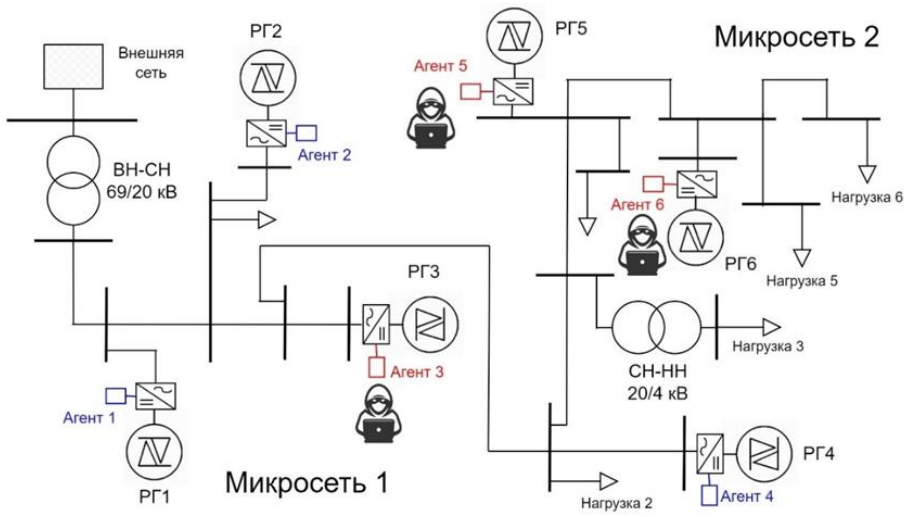 Внешняя
сеть
РГ2
РГ5
Микросеть 2
Агент 5
ВН-СН
69/20 кВ
Агент 2
Агент 6
Нагрузка 6
РГ6
Нагрузка 5
РГ3
Агент 3
Нагрузка 3
СН-НН
20/4 кВ
Агент 1
РГ1
Микросеть 1
Нагрузка 2
РГ4
Агент 4